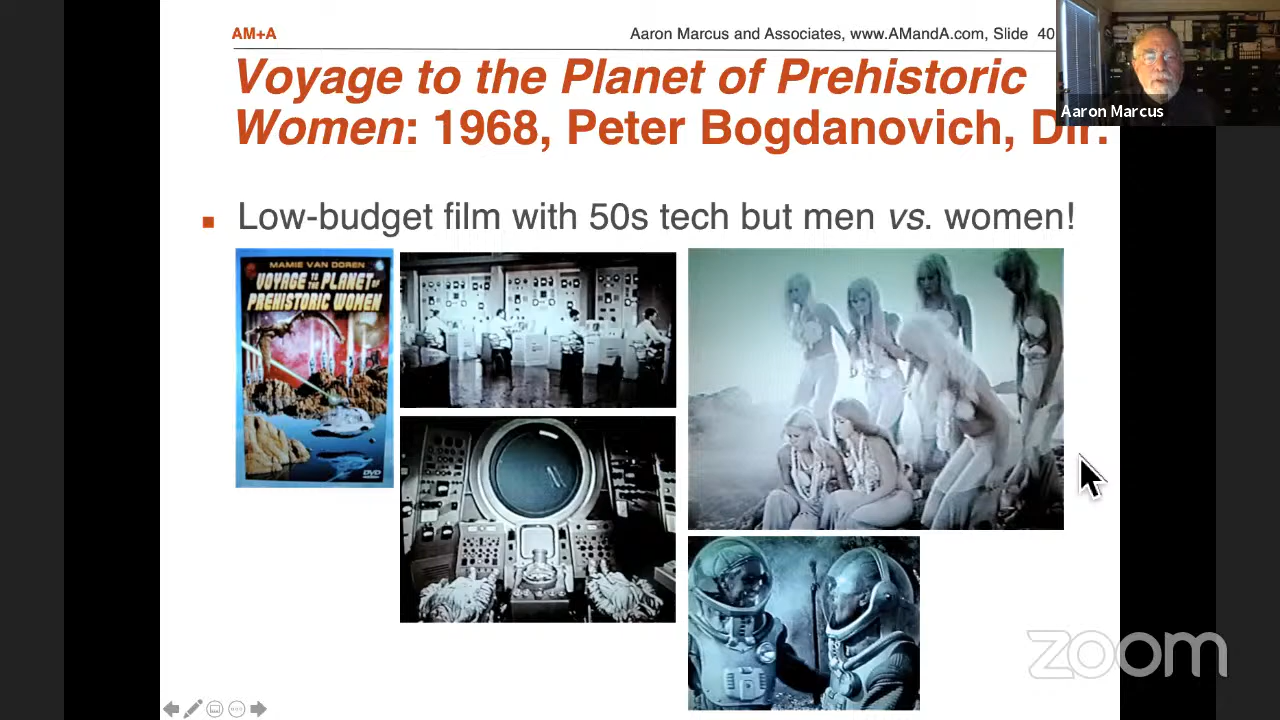 AM+A
Aaron Marcus and Associates, www.AMandA.com, Slide 40
Voyage to the Planet of Prehistoric
Women: 1968, Peter Bogdanovich, Dir.
Aaron Marcus
Low-budget film with 50s tech but men vs. women!
MAMIE VAN DOREN
VOYAGE TO THE PLANET OF
PREHISTORIC WOMEN
DVD
zoom